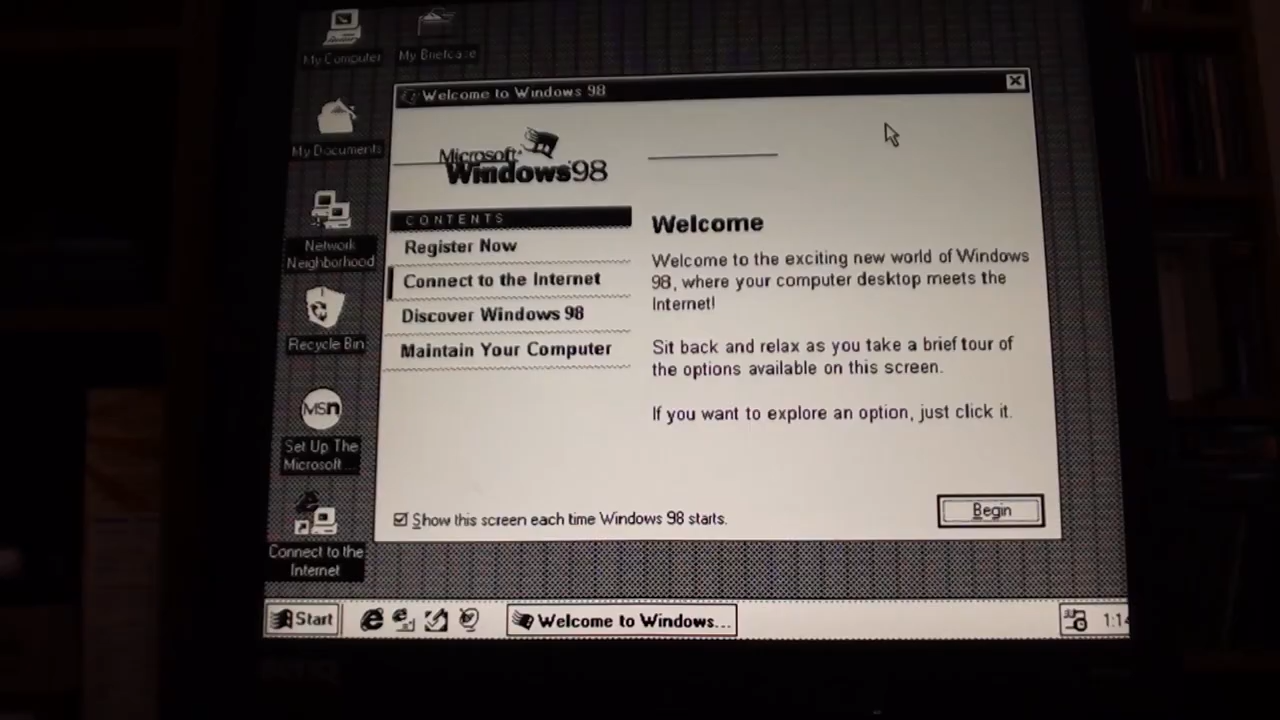 My Computer
My Briefcase
My Documents
Network
Neighborhood
Recycle Bin
msn
Set Up The
Microsoft ...
Connect to the
Internet
Welcome to Windows 98
Microsoft
Windows 98
CONTENTS
Register Now
Connect to the Internet
Discover Windows 98
Maintain Your Computer
Welcome
Welcome to the exciting new world of Windows
98, where your computer desktop meets the
Internet!
Sit back and relax as you take a brief tour of
the options available on this screen.
If you want to explore an option, just click it.
Show this screen each time Windows 98 starts.
Begin
Start
Welcome to Windows...